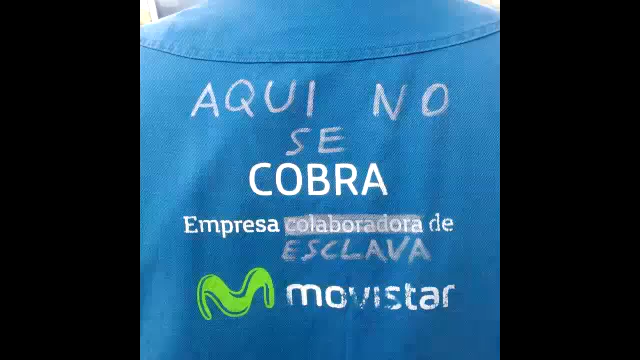 AQUI NO
SE
COBRA
Empresa colaboradora de
ESCLAVA
movistar